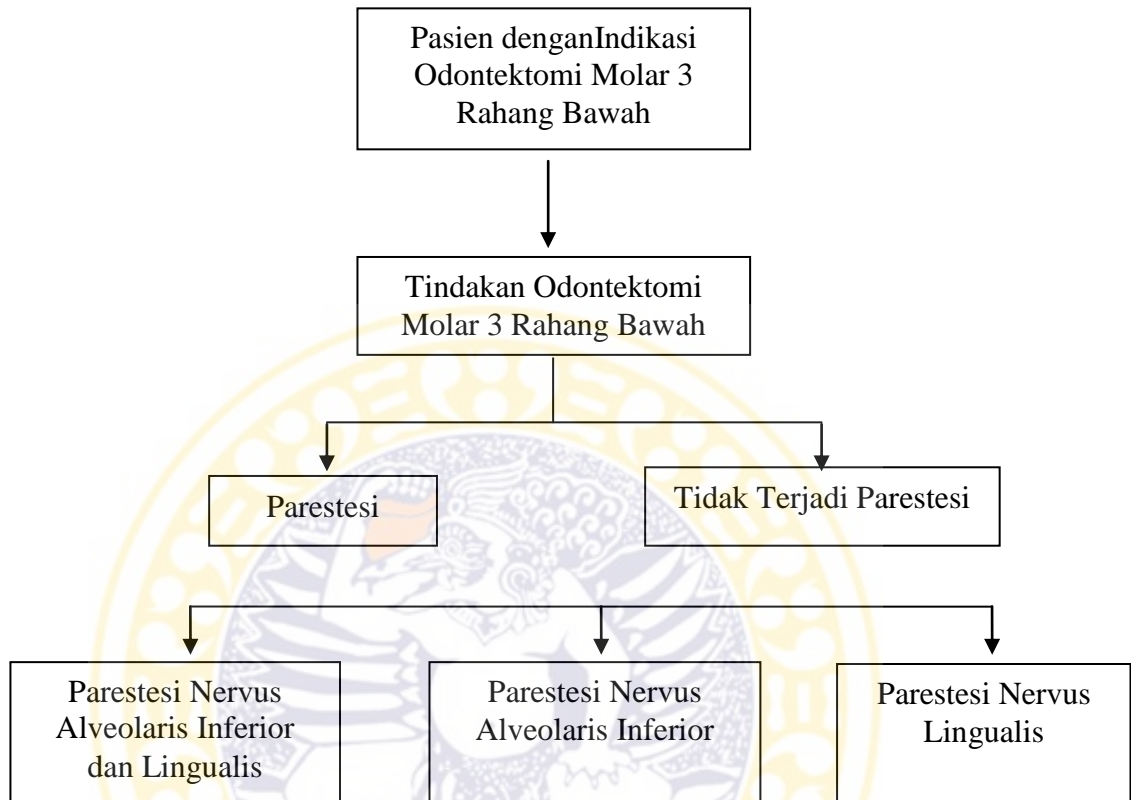 Pasien denganIndikasi
Odontektomi Molar 3
Rahang Bawah
Tindakan Odontektomi
Molar 3 Rahang Bawah
Parestesi
Tidak Terjadi Parestesi
Parestesi Nervus
Alveolaris Inferior
dan Lingualis
Parestesi Nervus
Alveolaris Inferior
Parestesi Nervus
Lingualis